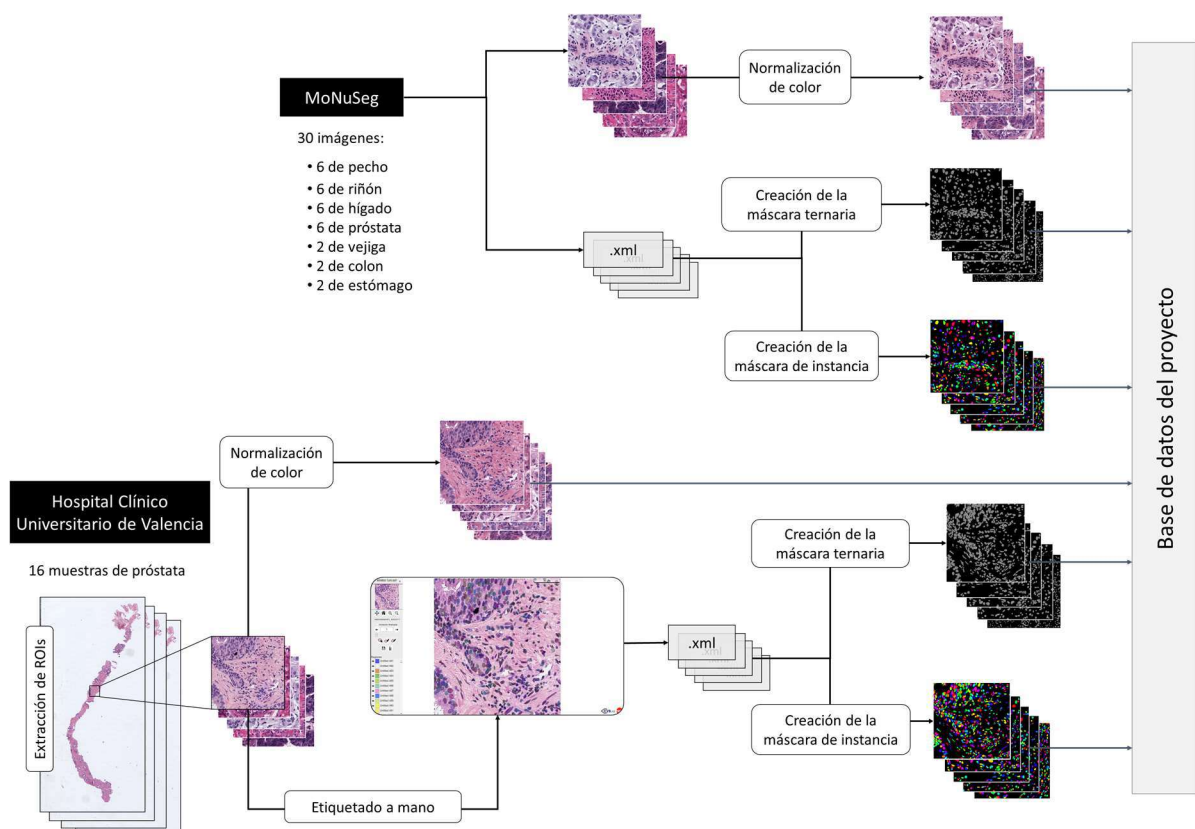 MoNuSeg
30 imágenes:
• 6 de pecho
• 6 de riñón
• 6 de hígado
• 6 de próstata
• 2 de vejiga
• 2 de colon
• 2 de estómago
Normalización
de color
.xml
Creación de la
máscara ternaria
Creación de la
máscara de instancia
Hospital Clínico
Universitario de Valencia
16 muestras de próstata
Extracción de ROIs
Normalización
de color
Etiquetado a mano
.xml
Creación de la
máscara ternaria
Creación de la
máscara de instancia
Base de datos del proyecto